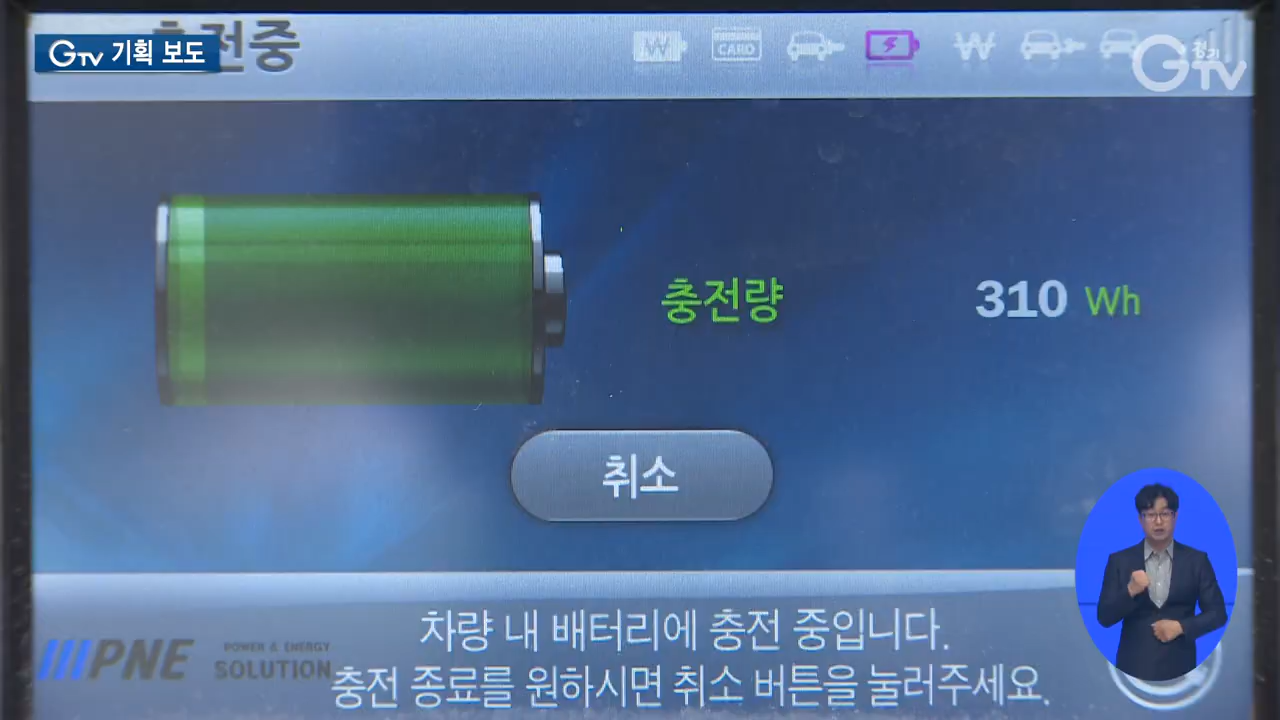 GTV 기획 보도
충전중
W
CARD
W
경기
GTV
충전량
310 Wh
취소
차량 내 배터리에 충전 중입니다.
PNE
POWER & ENERGY
SOLUTION
충전 종료를 원하시면 취소 버튼을 눌러주세요.